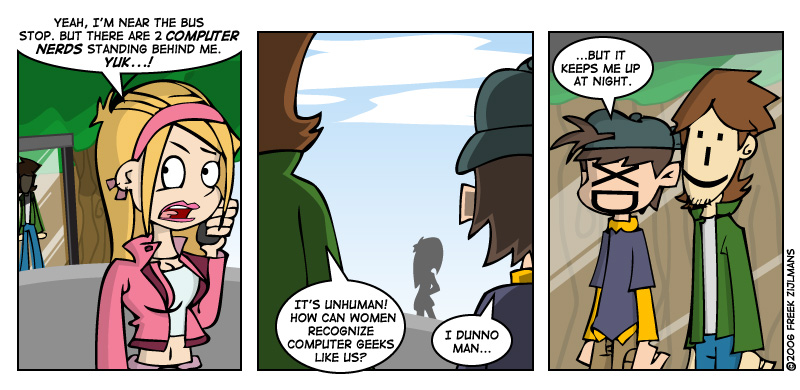 YEAH, I'M NEAR THE BUS
STOP. BUT THERE ARE 2 COMPUTER
NERDS STANDING BEHIND ME.
YUK...!
IT'S UNHUMAN!
HOW CAN WOMEN
RECOGNIZE
COMPUTER GEEKS
LIKE US?
I DUNNO
MAN...
...BUT IT
KEEPS ME UP
AT NIGHT.
©2006 FREEK ZIJLMANS